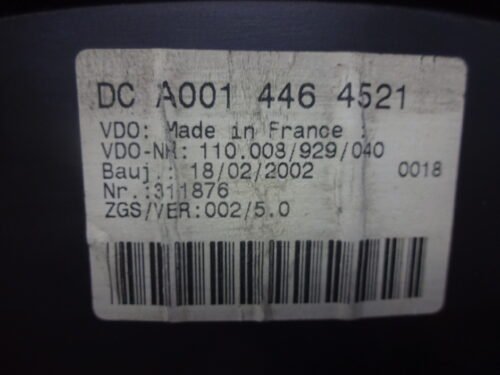 DC A001 446 4521
VDO: Made in France :
VDO-NR: 110.008/929/040
Bauj.: 18/02/2002 0018
Nr.:311876
ZGS/VER:002/5.0